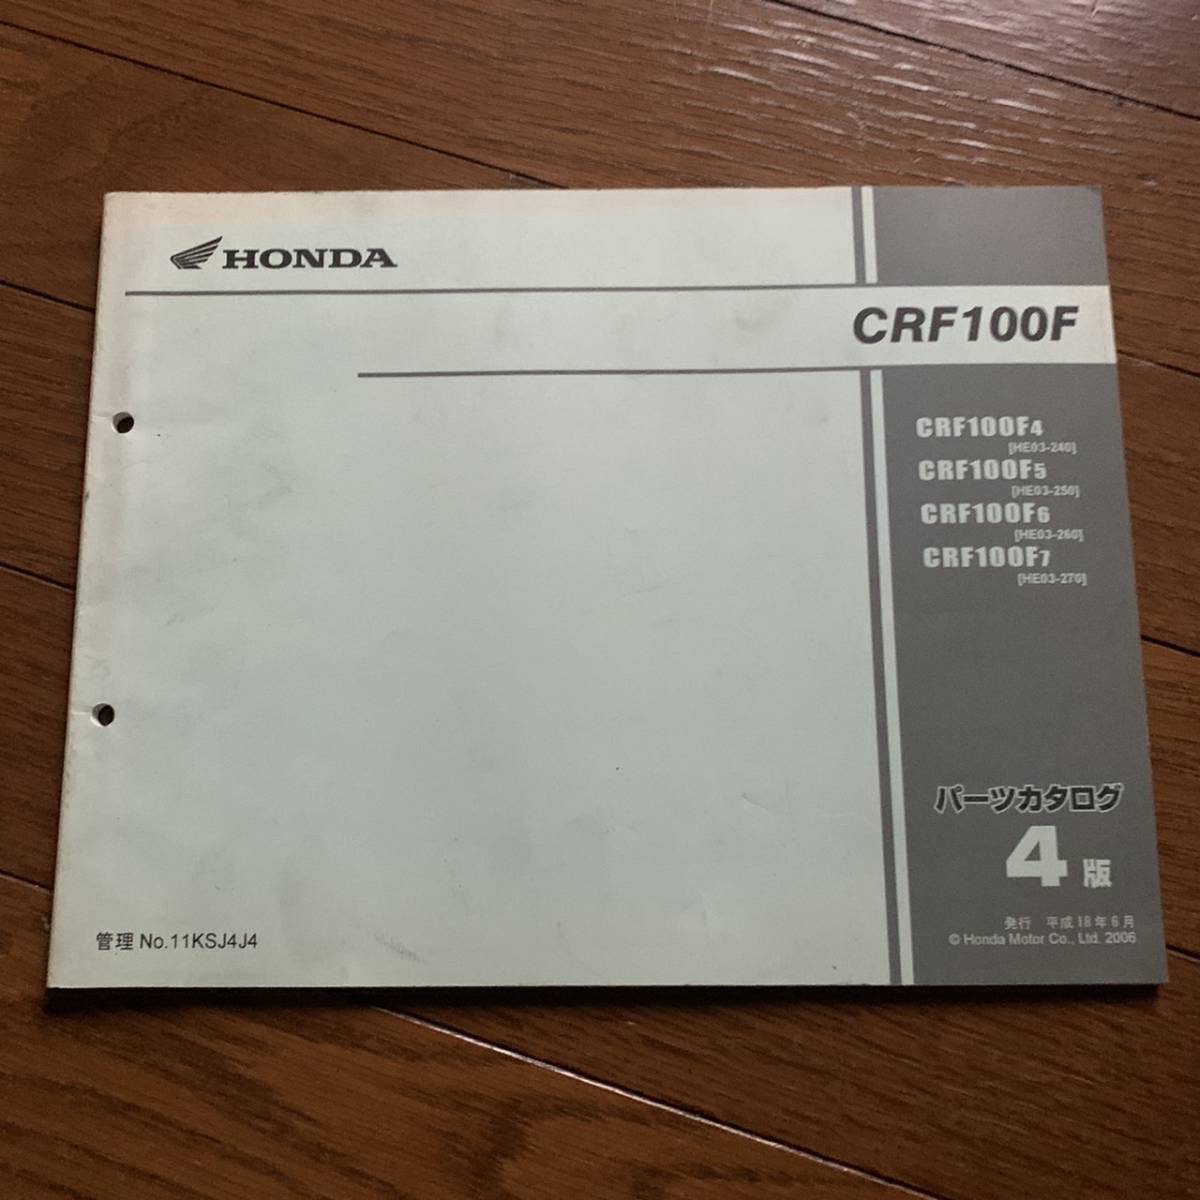 HONDA
CRF100F
CRF100F4
[HE03-240]
CRF100F5
[HE03-250]
CRF100F6
[HE03-260]
CRF100F7
[HE03-270]
パーツカタログ
4版
発行 平成18年6月
© Honda Motor Co., Ltd. 2006
管理 No.11KSJ4J4